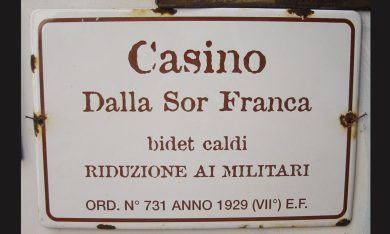 Casino
Dalla Sor Franca
bidet caldi
RIDUZIONE AI MILITARI
ORD. N° 731 ANNO 1929 (VII°) E.F.